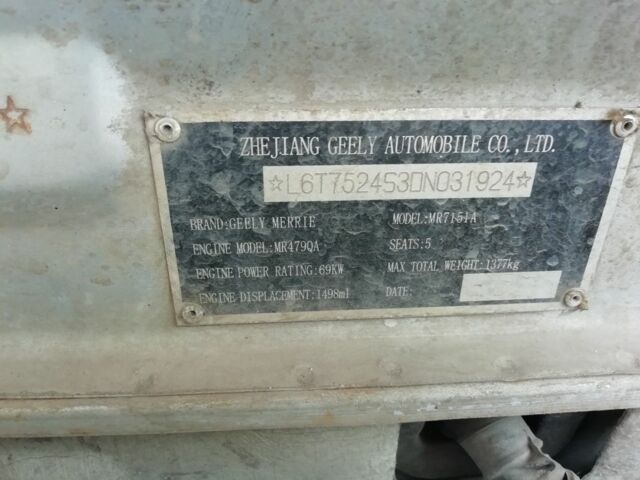 ZHEJIANG GEELY AUTOMOBILE CO., LTD.
☆L6T7524S3DN031924☆
BRAND:GEELY MERRIE MODEL:MR7151A
ENGINE MODEL:MR479QA SEATS:5
ENGINE POWER RATING:69KW MAX TOTAL WEIGHT:1377kg
ENGINE DISPLACEMENT:1498ml DATE: